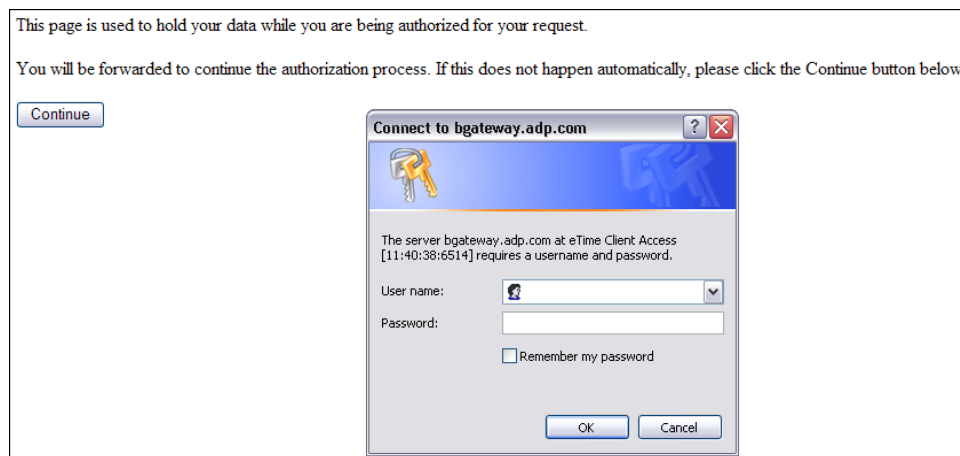 This page is used to hold your data while you are being authorized for your request.
You will be forwarded to continue the authorization process. If this does not happen automatically, please click the Continue button below
Continue
Connect to bgateway.adp.com
The server bgateway.adp.com at eTime Client Access
[11:40:38:6514] requires a username and password.
User name:
Password:
Remember my password
OK
Cancel